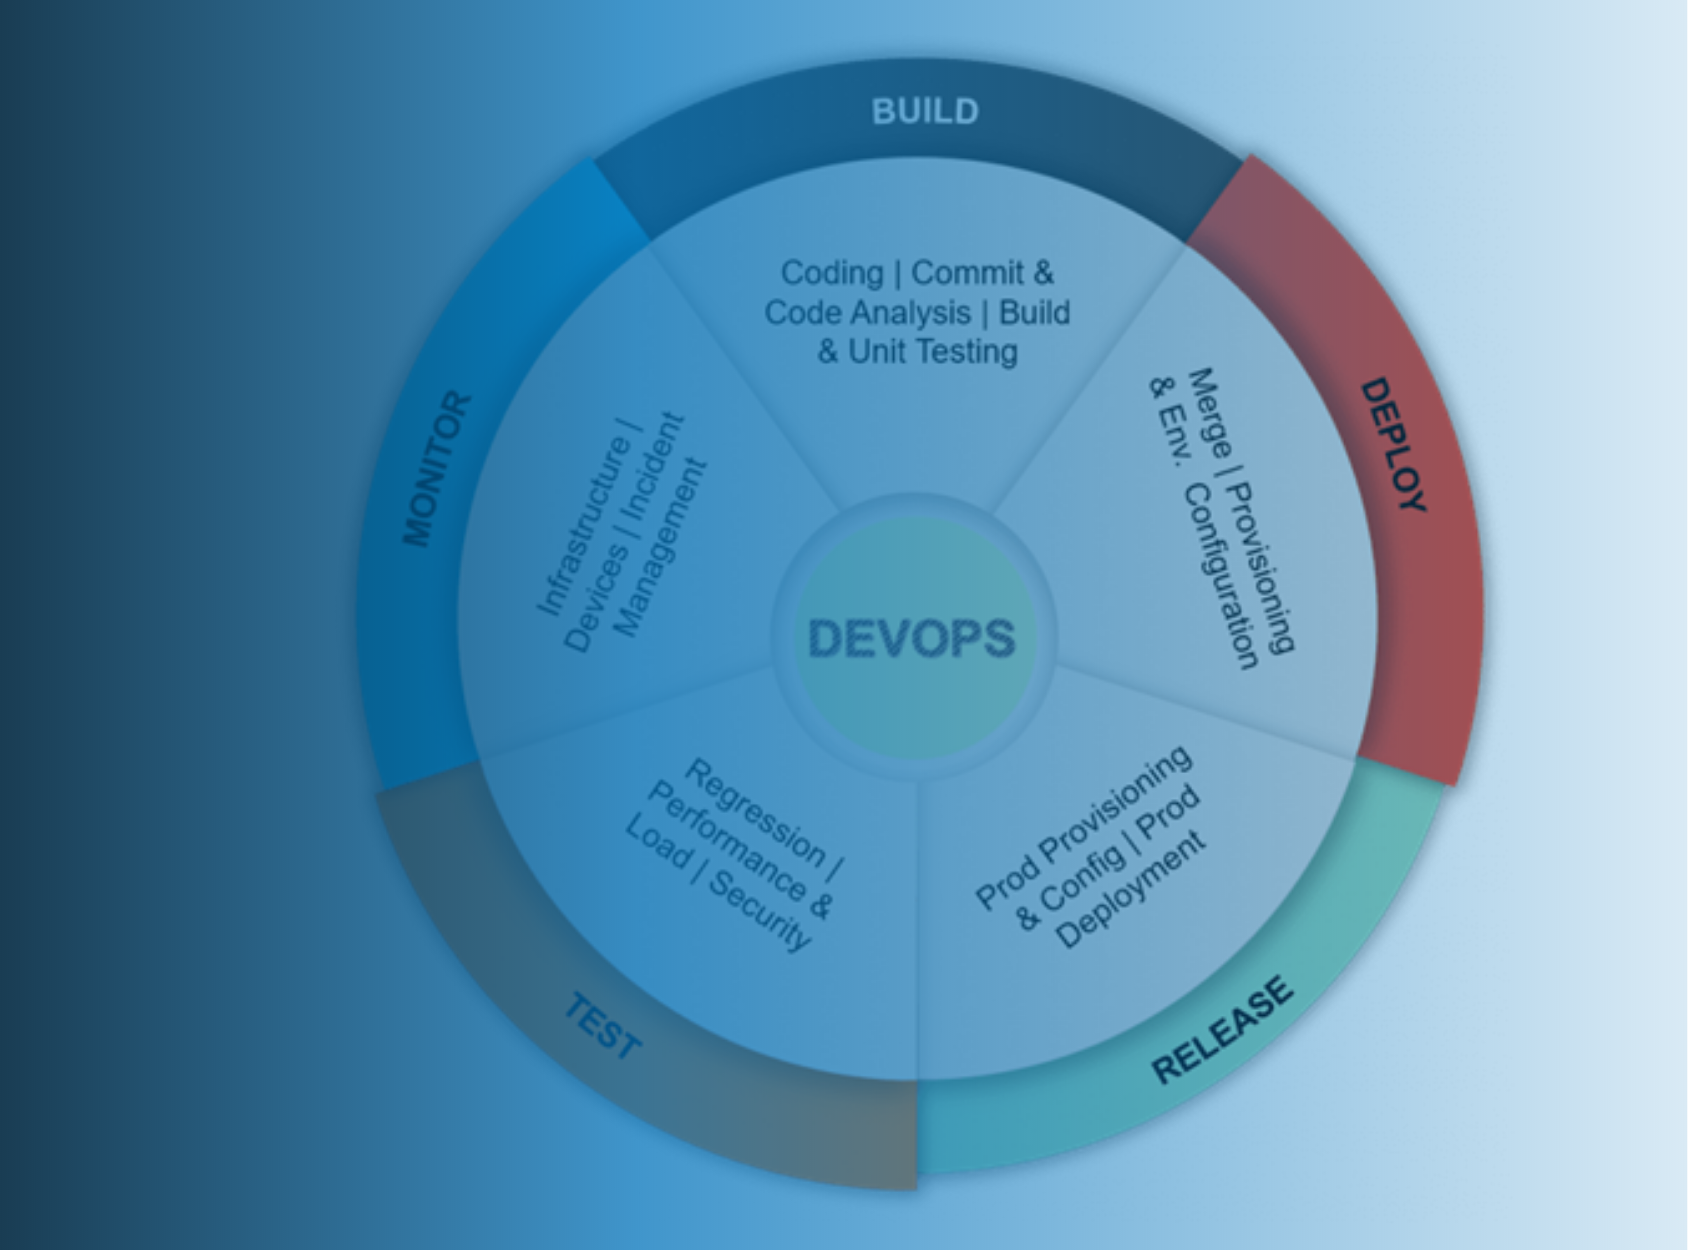 BUILD
Coding | Commit &
Code Analysis | Build
& Unit Testing
DEPLOY
Merge | Provisioning
& Env. Configuration
RELEASE
Prod Provisioning
& Config | Prod
Deployment
TEST
Regression |
Performance &
Load | Security
MONITOR
Infrastructure |
Devices | Incident
Management
DEVOPS